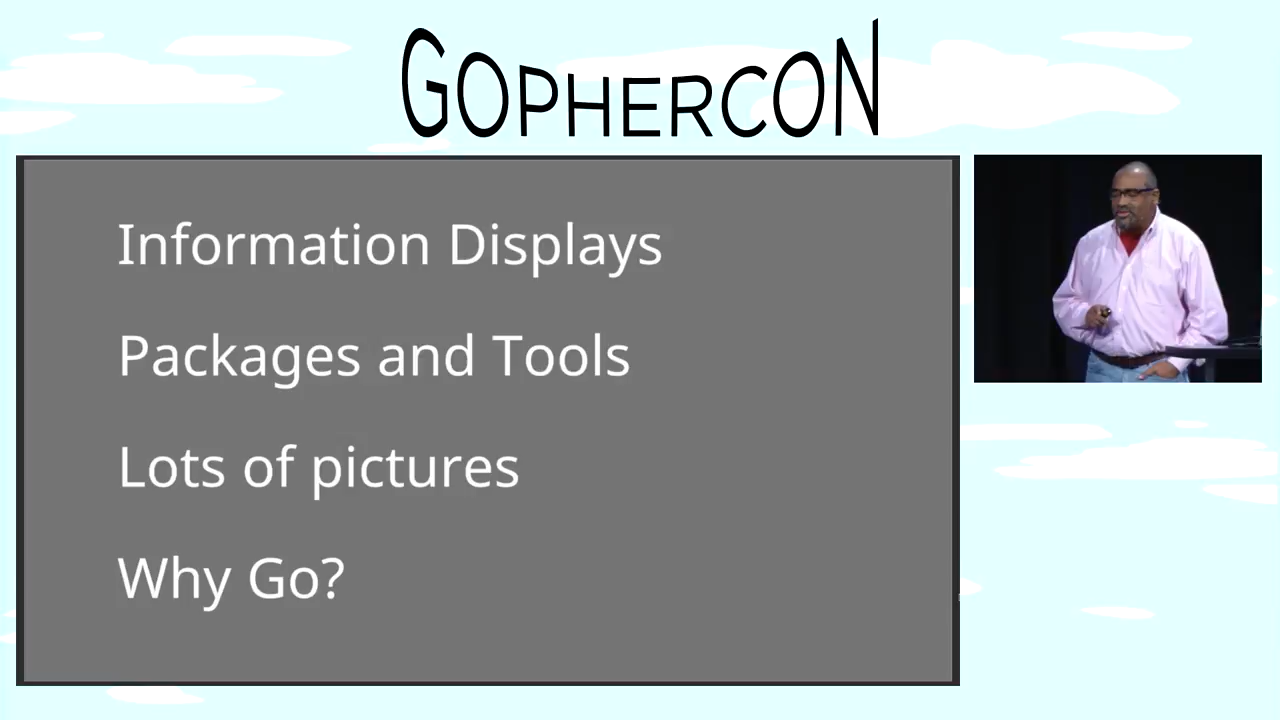 GOPHERCON
Information Displays
Packages and Tools
Lots of pictures
Why Go?